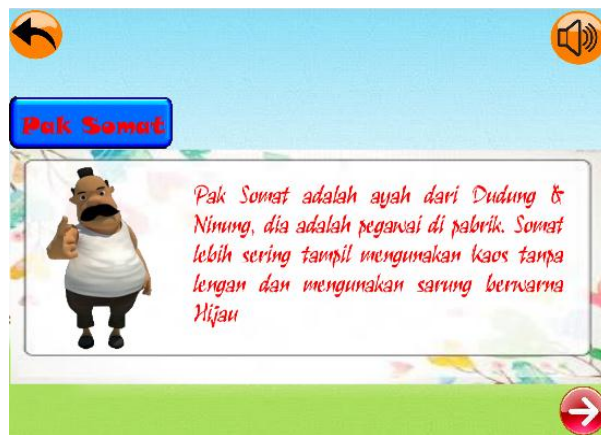 Pak Somat
Pak Somat adalah ayah dari Dudung &
Ninung, dia adalah pegawai di pabrik. Somat
lebih sering tampil mengunakan kaos tanpa
lengan dan mengunakan sarung berwarna
Hijau